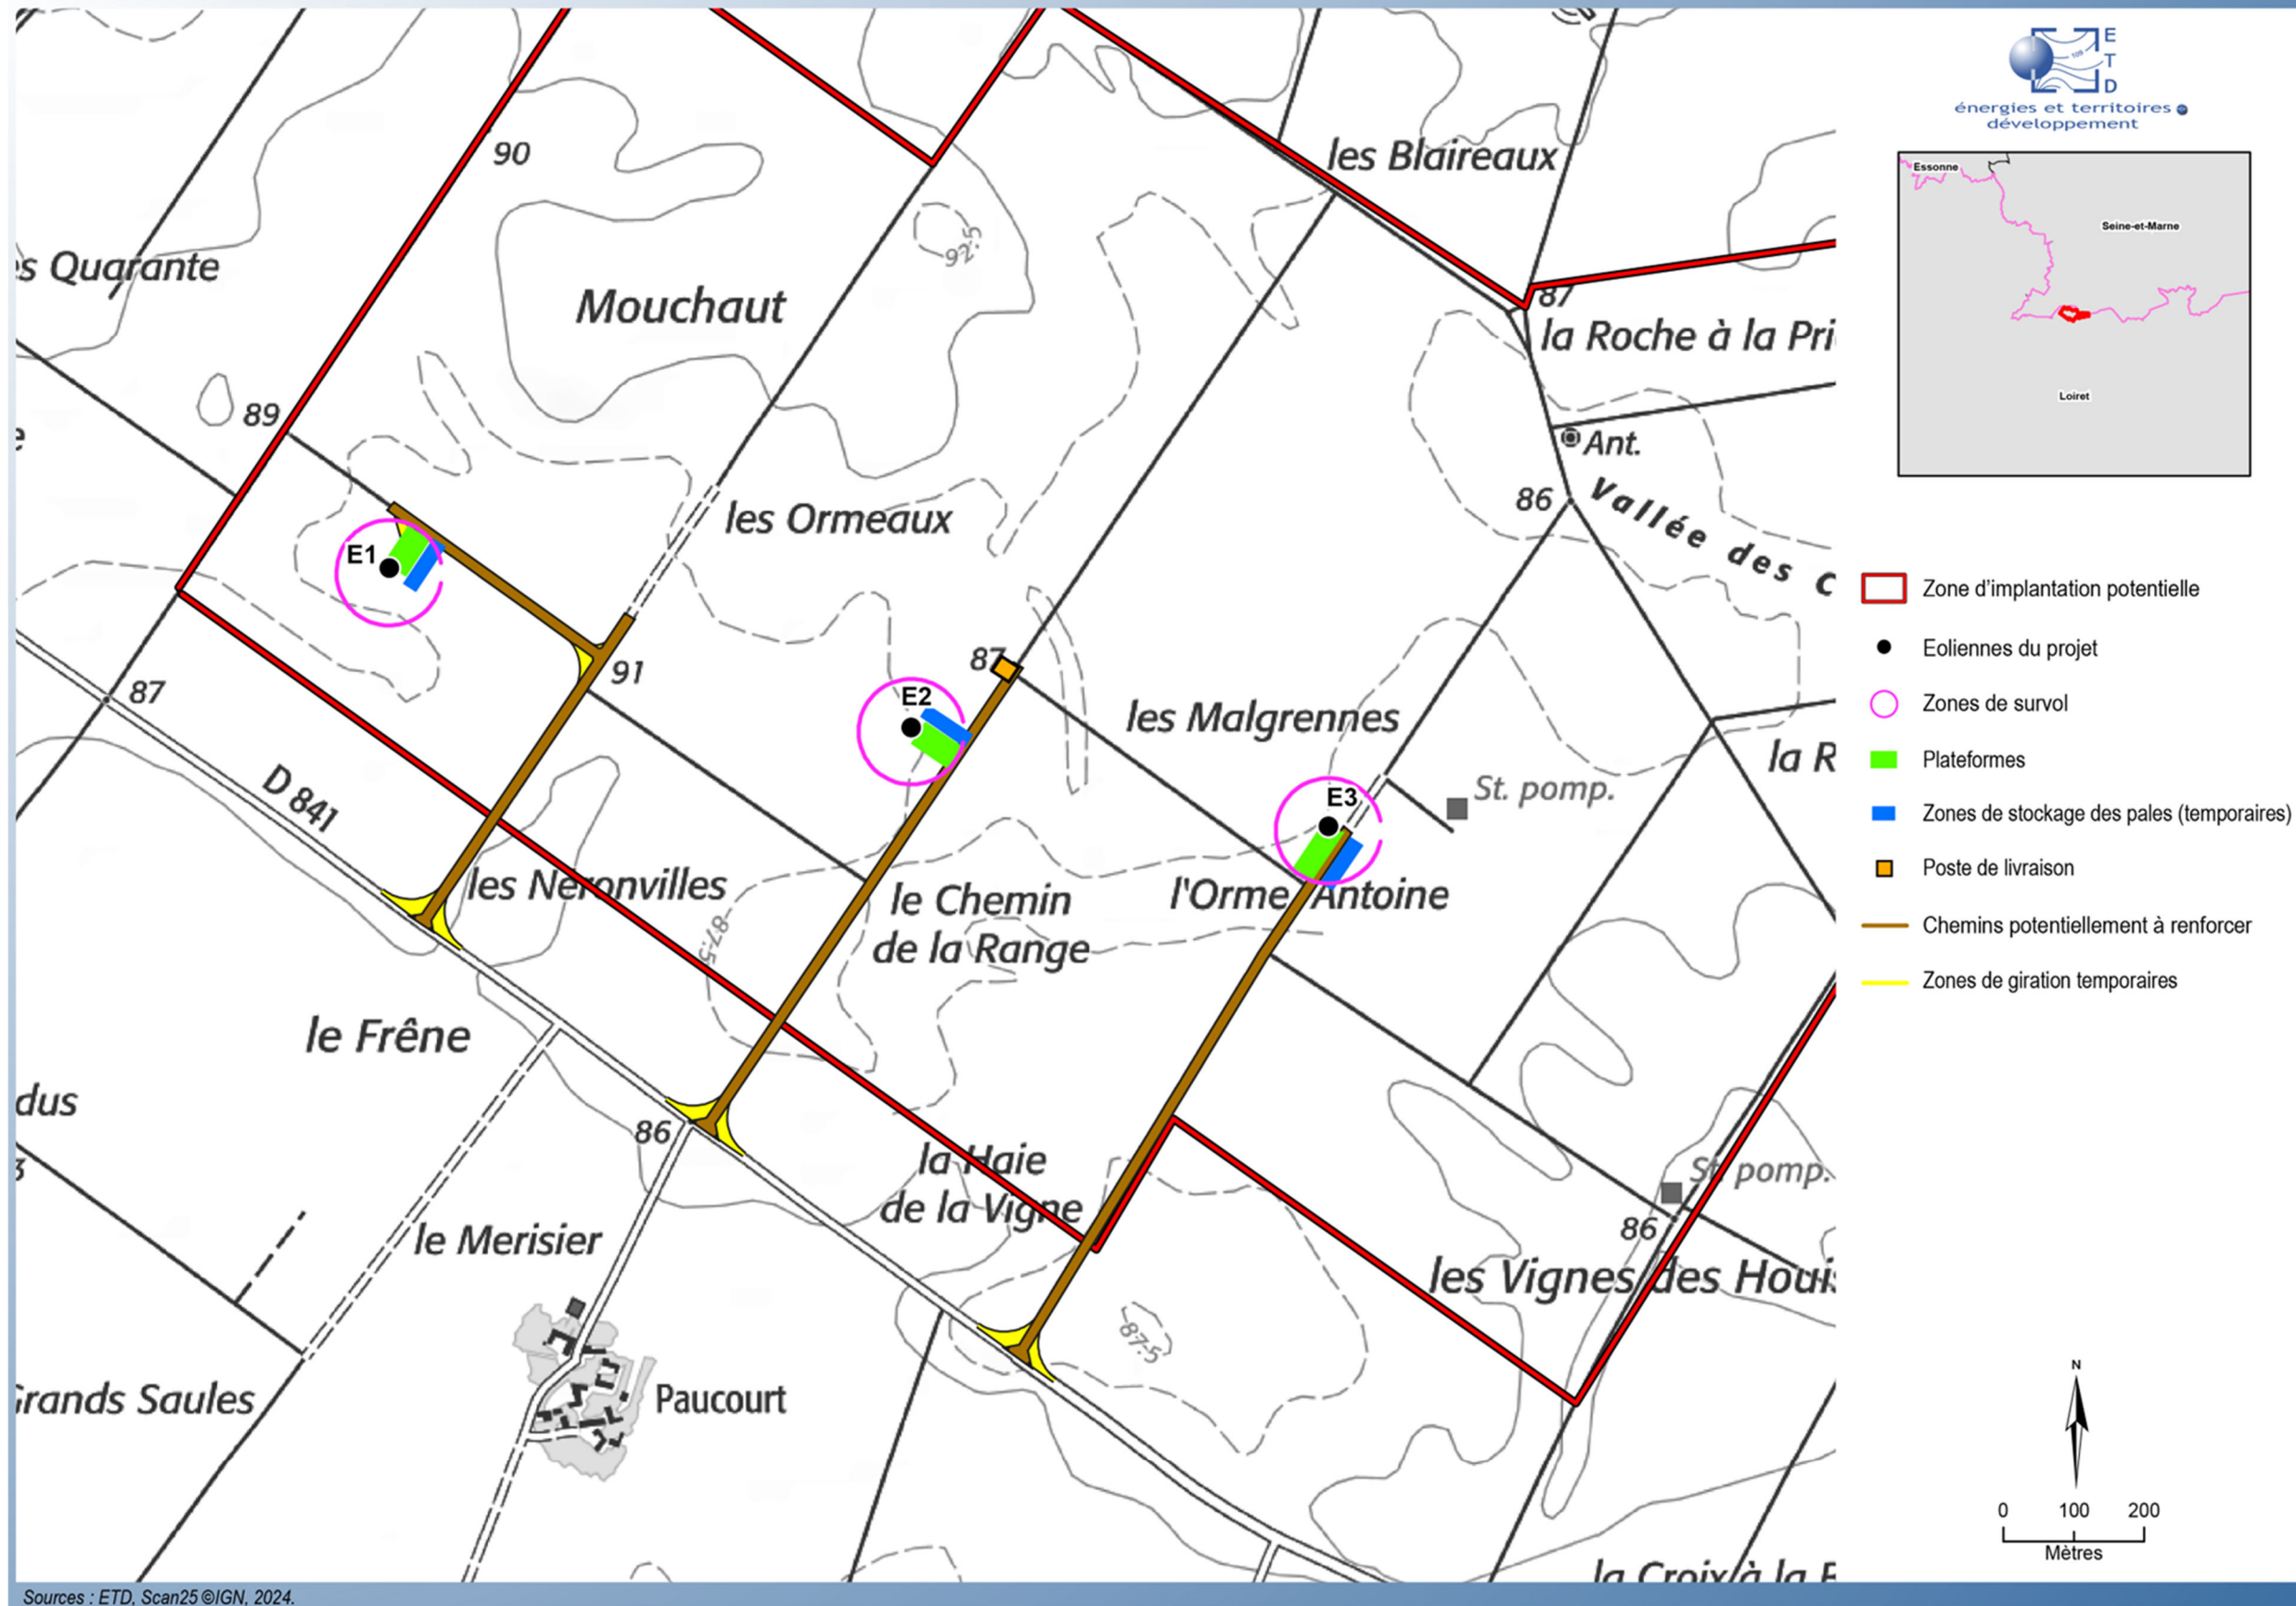 les Blaireaux
90
s Quarante
92.5
Mouchaut
87
la Roche à la Pri
89
Ant.
86
Vallée des C
les Ormeaux
E1
91
87
87
E2
les Malgrennes
la R
D 841
E3
St. pomp.
les Néronvilles
le Chemin
de la Range
l'Orme Antoine
87.5
le Frêne
dus
86
la Haie
de la Vigne
St. pomp.
86
3
le Merisier
les Vignes des Houis
87.5
Grands Saules
Paucourt
la Croix/à la
Sources : ETD, Scan25 ©IGN, 2024.
E
T
D
109
énergies et territoires
développement
Essonne
Seine-et-Marne
Loiret
Zone d'implantation potentielle
Eoliennes du projet
Zones de survol
Plateformes
Zones de stockage des pales (temporaires)
Poste de livraison
Chemins potentiellement à renforcer
Zones de giration temporaires
N
0 100 200
Mètres